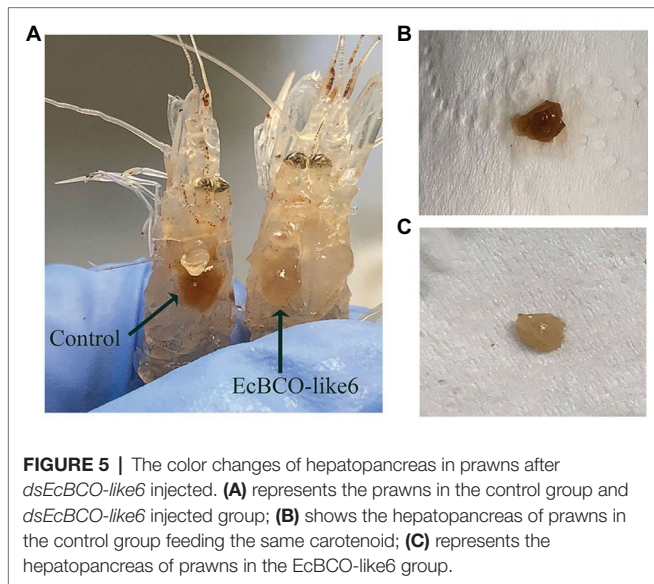 A
B
Control
EcBCO-like6
C
FIGURE 5 | The color changes of hepatopancreas in prawns after
dsEcBCO-like6 injected. (A) represents the prawns in the control group and
dsEcBCO-like6 injected group; (B) shows the hepatopancreas of prawns in
the control group feeding the same carotenoid; (C) represents the
hepatopancreas of prawns in the EcBCO-like6 group.